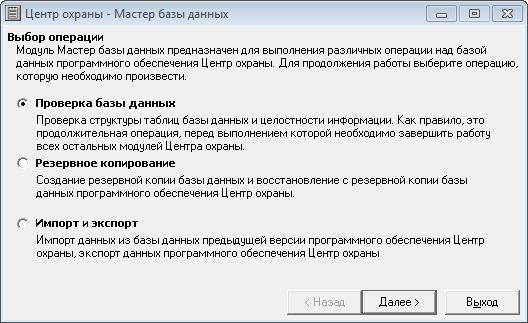 Центр охраны - Мастер базы данных
Выбор операции
Модуль Мастер базы данных предназначен для выполнения различных операции над базой
данных программного обеспечения Центр охраны. Для продолжения работы выберите операцию,
которую необходимо произвести.
Проверка базы данных
Проверка структуры таблиц базы данных и целостности информации. Как правило, это
продолжительная операция, перед выполнением которой необходимо завершить работу
всех остальных модулей Центра охраны.
Резервное копирование
Создание резервной копии базы данных и восстановление с резервной копии базы
данных программного обеспечения Центр охраны.
Импорт и экспорт
Импорт данных из базы данных предыдущей версии программного обеспечения Центр
охраны, экспорт данных программного обеспечения Центр охраны
< Назад Далее > Выход